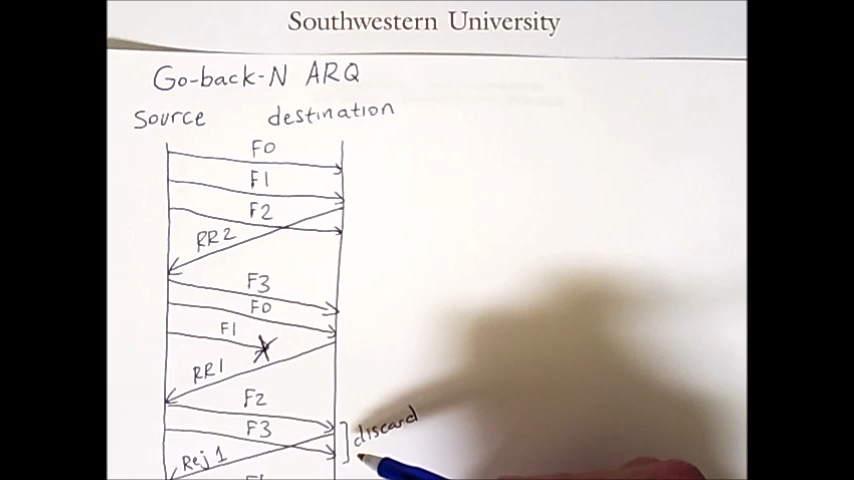 Southwestern University
Go-back-N ARQ
Source destination
F0
F1
F2
RR2
F3
F0
F1
RR1
F2
F3
discard
Rej 1
F1